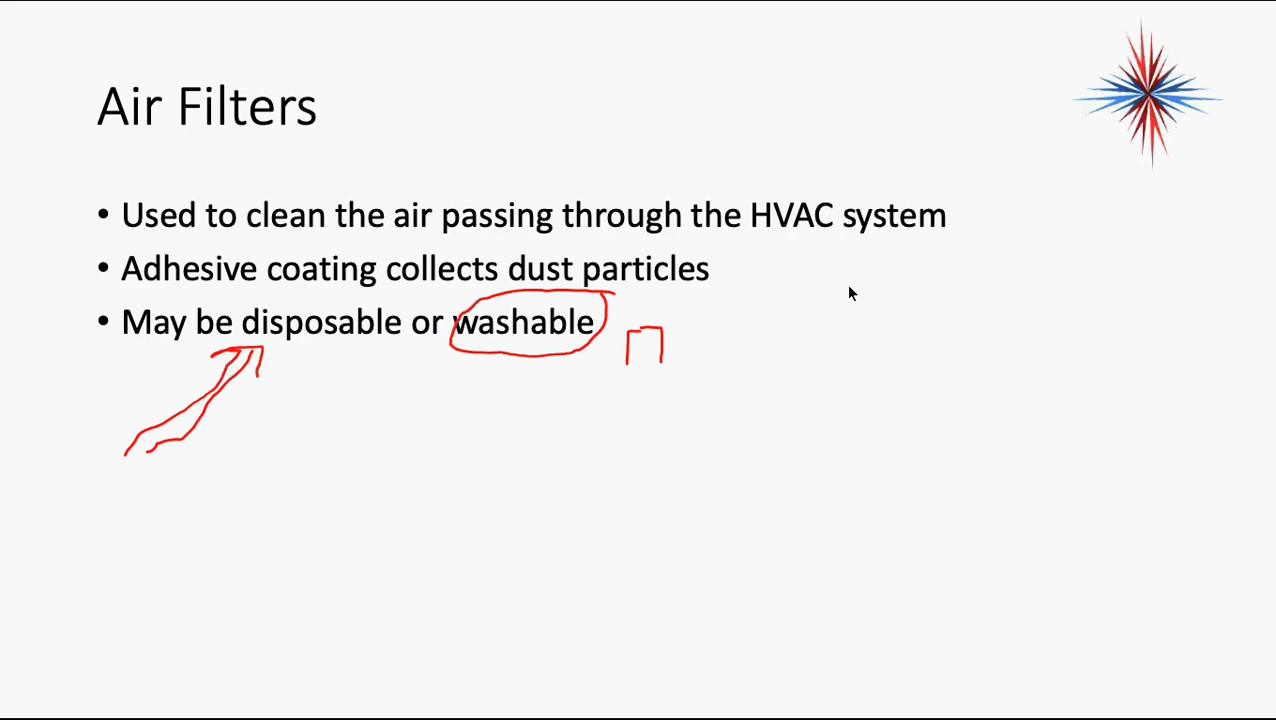 Air Filters
• Used to clean the air passing through the HVAC system
• Adhesive coating collects dust particles
• May be disposable or washable